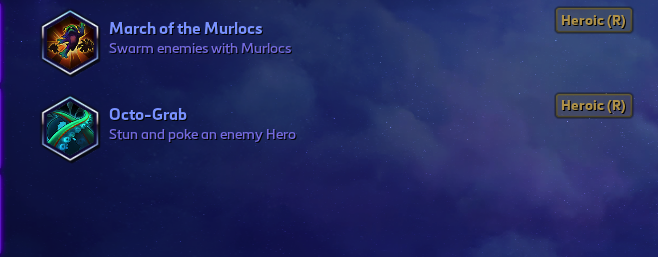 March of the Murlocs
Heroic (R)
Swarm enemies with Murlocs
Octo-Grab
Heroic (R)
Stun and poke an enemy Hero